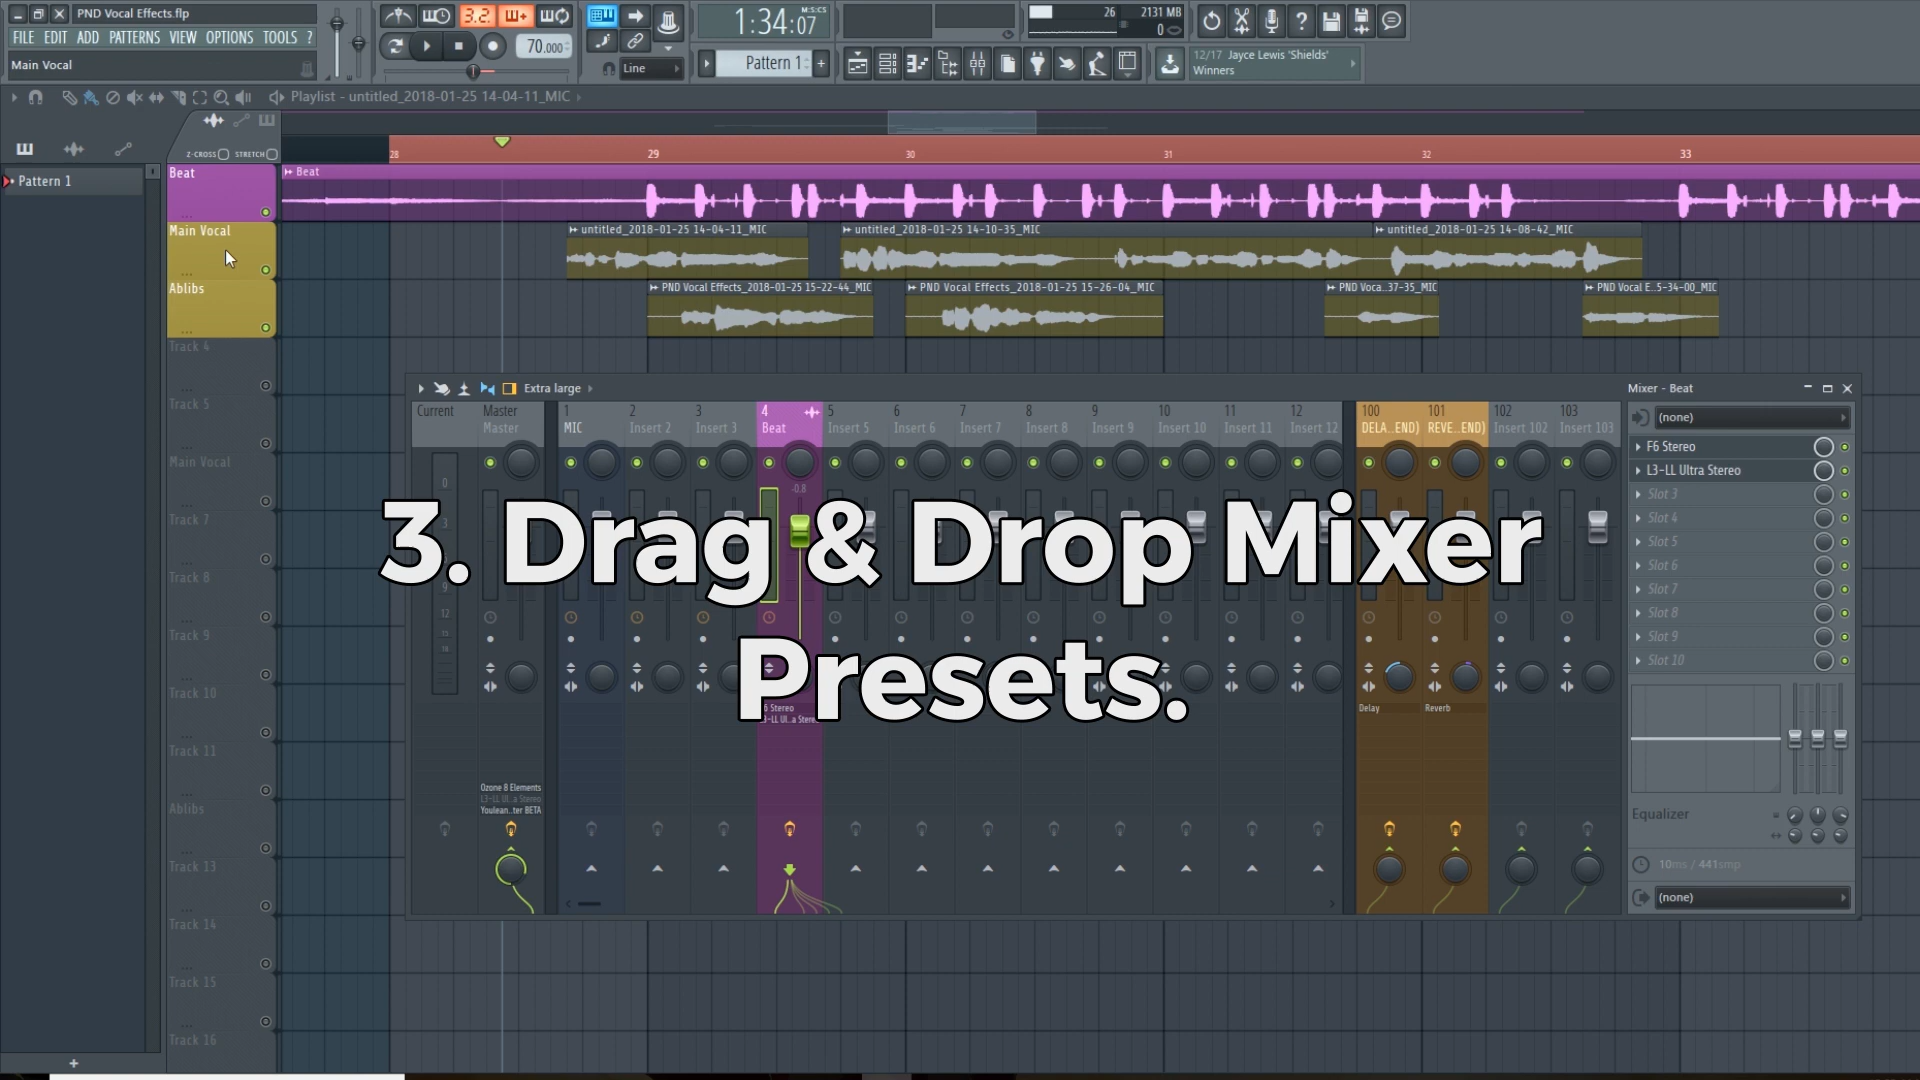 PND Vocal Effects.flp
FILE EDIT ADD PATTERNS VIEW OPTIONS TOOLS ?
Main Vocal
3.2.
70.000
Line
1:34:07
M:S:CS
Pattern 1
26
2131 MB
0
12/17 Jayce Lewis 'Shields'
Winners
Playlist - untitled_2018-01-25 14-04-11_MIC
Z-CROSS STRETCH
28 29 30 31 32 33
Pattern 1
Beat
Beat
Main Vocal
untitled_2018-01-25 14-04-11_MIC
untitled_2018-01-25 14-10-35_MIC
untitled_2018-01-25 14-08-42_MIC
Ablibs
PND Vocal Effects_2018-01-25 15-22-44_MIC
PND Vocal Effects_2018-01-25 15-26-04_MIC
PND Voca..37-35_MIC
PND Vocal E..5-34-00_MIC
Track 4
Track 5
Main Vocal
Track 7
Track 8
Track 9
Track 10
Track 11
Ablibs
Track 13
Track 14
Track 15
Track 16
Extra large
Mixer - Beat
Current Master 1 2 3 4 5 6 7 8 9 10 11 12 100 101 102 103
Master MIC Insert 2 Insert 3 Beat Insert 5 Insert 6 Insert 7 Insert 8 Insert 9 Insert 10 Insert 11 Insert 12 DELA..END) REVE..END) Insert 102 Insert 103
-0.8
0
3
9
12
3. Drag & Drop Mixer
Presets.
Delay Reverb
Ozone 8 Elements
L3-LL Ul..a Stereo
Youlean..ter BETA
(none)
F6 Stereo
L3-LL Ultra Stereo
Slot 3
Slot 4
Slot 5
Slot 6
Slot 7
Slot 8
Slot 9
Slot 10
Equalizer
10ms / 441smp
(none)